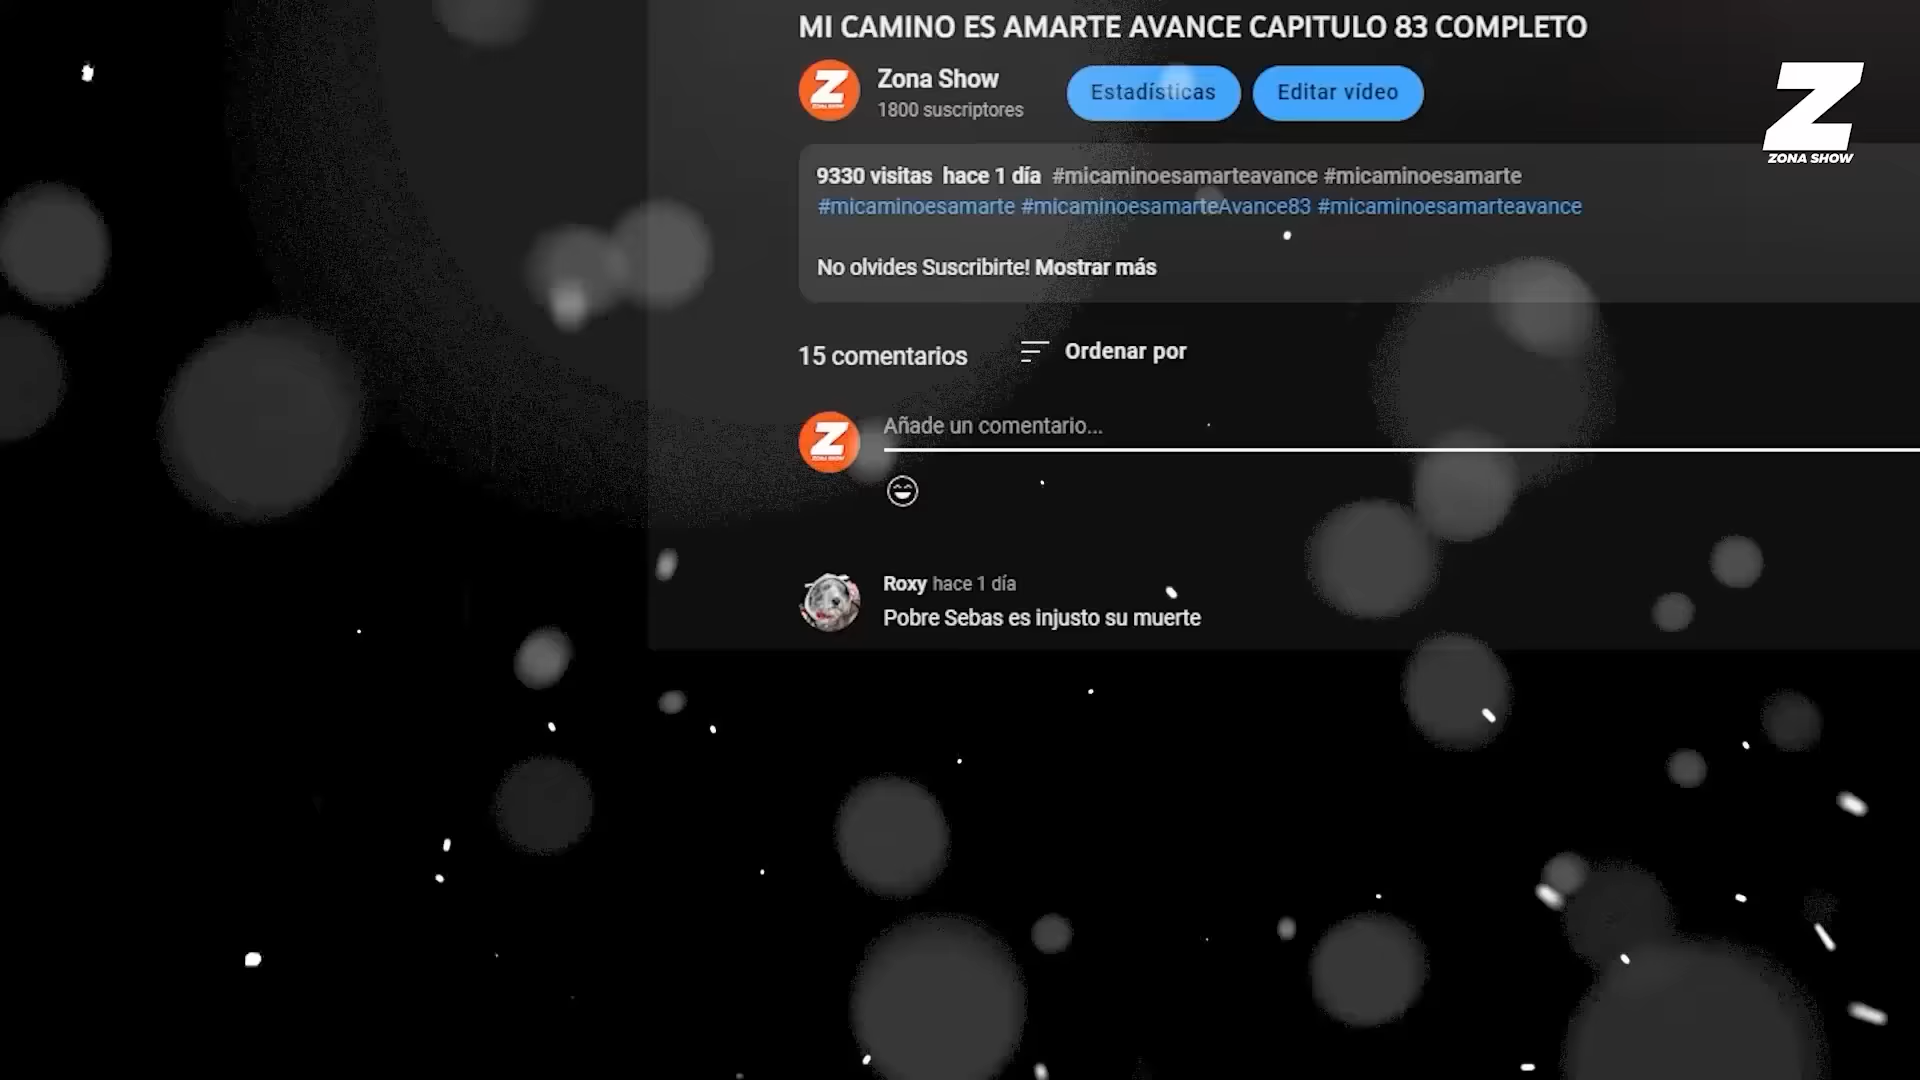 MI CAMINO ES AMARTE AVANCE CAPITULO 83 COMPLETO
Zona Show
1800 suscriptores
Estadísticas
Editar vídeo
Z
ZONA SHOW
9330 visitas hace 1 día #micaminoesamarteavance #micaminoesamarte
#micaminoesamarte #micaminoesamarteAvance83 #micaminoesamarteavance
No olvides Suscribirte! Mostrar más
15 comentarios
Ordenar por
Añade un comentario...
Roxy hace 1 día
Pobre Sebas es injusto su muerte